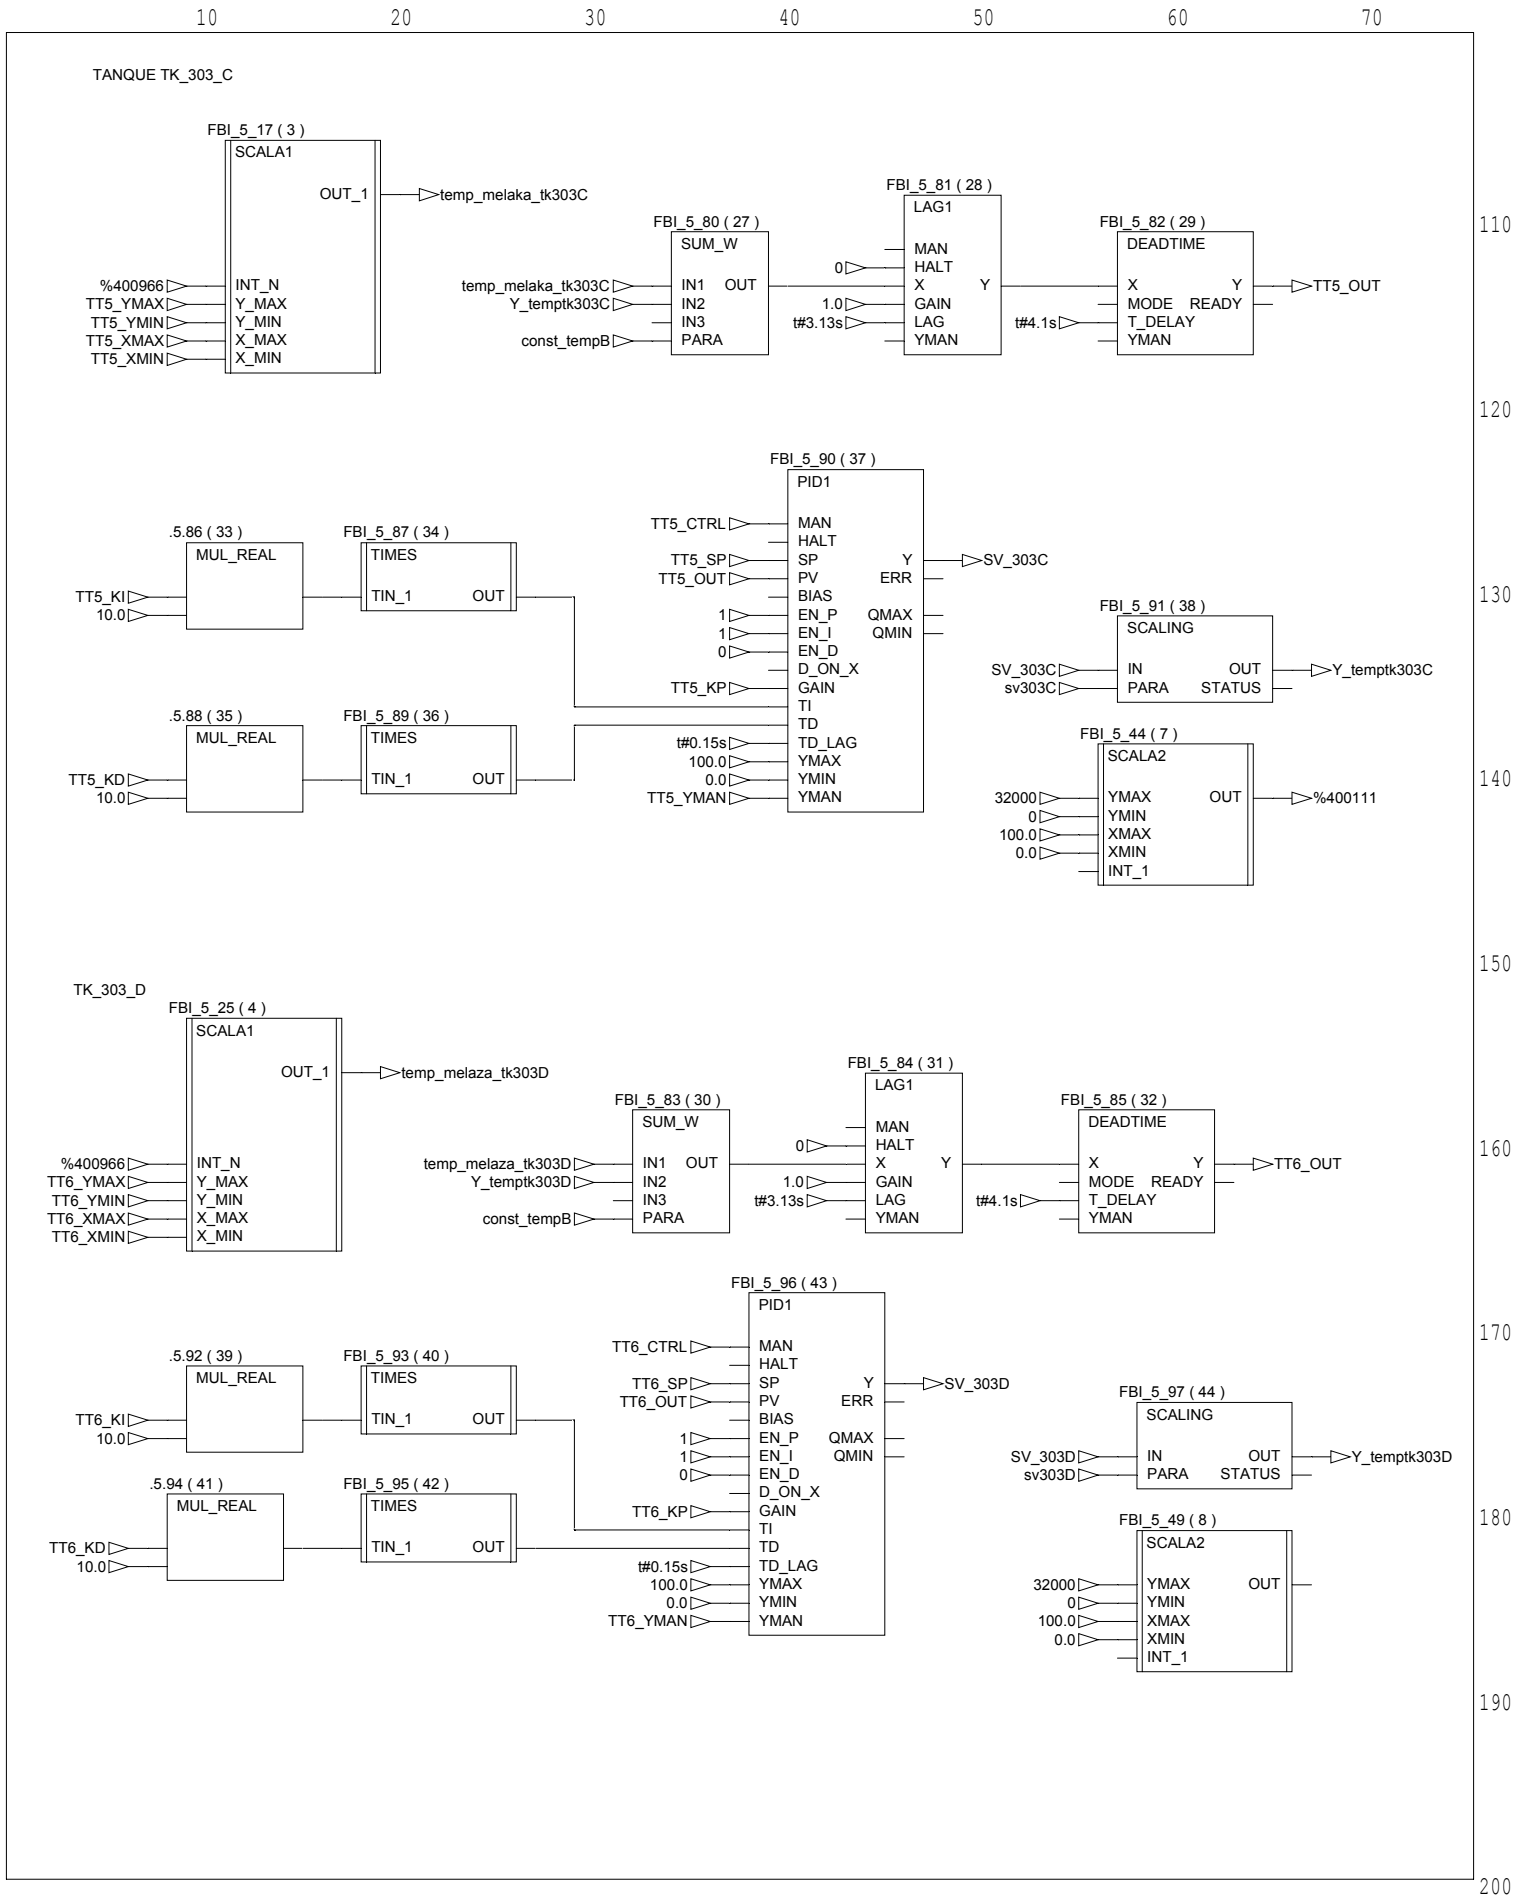 10 20 30 40 50 60 70
TANQUE TK_303_C
FBI_5_17 ( 3 )
SCALA1
OUT_1
temp_melaka_tk303C
%400966 INT_N
TT5_YMAX Y_MAX
TT5_YMIN Y_MIN
TT5_XMAX X_MAX
TT5_XMIN X_MIN
FBI_5_80 ( 27 )
SUM_W
temp_melaka_tk303C IN1 OUT
Y_temptk303C IN2
IN3
const_tempB PARA
FBI_5_81 ( 28 )
LAG1
MAN
0 HALT
X Y
1.0 GAIN
t#3.13s LAG
YMAN
FBI_5_82 ( 29 )
DEADTIME
X Y TT5_OUT
MODE READY
t#4.1s T_DELAY
YMAN
110
120
.5.86 ( 33 )
MUL_REAL
TT5_KI
10.0
FBI_5_87 ( 34 )
TIMES
TIN_1 OUT
.5.88 ( 35 )
MUL_REAL
TT5_KD
10.0
FBI_5_89 ( 36 )
TIMES
TIN_1 OUT
FBI_5_90 ( 37 )
PID1
TT5_CTRL MAN
HALT
TT5_SP SP Y SV_303C
TT5_OUT PV ERR
BIAS
1 EN_P QMAX
1 EN_I QMIN
0 EN_D
D_ON_X
TT5_KP GAIN
TI
TD
t#0.15s TD_LAG
100.0 YMAX
0.0 YMIN
TT5_YMAN YMAN
130
FBI_5_91 ( 38 )
SCALING
SV_303C IN OUT Y_temptk303C
sv303C PARA STATUS
FBI_5_44 ( 7 )
SCALA2
32000 YMAX OUT %400111
0 YMIN
100.0 XMAX
0.0 XMIN
INT_1
140
150
TK_303_D
FBI_5_25 ( 4 )
SCALA1
OUT_1
temp_melaza_tk303D
%400966 INT_N
TT6_YMAX Y_MAX
TT6_YMIN Y_MIN
TT6_XMAX X_MAX
TT6_XMIN X_MIN
FBI_5_83 ( 30 )
SUM_W
temp_melaza_tk303D IN1 OUT
Y_temptk303D IN2
IN3
const_tempB PARA
FBI_5_84 ( 31 )
LAG1
MAN
0 HALT
X Y
1.0 GAIN
t#3.13s LAG
YMAN
FBI_5_85 ( 32 )
DEADTIME
X Y TT6_OUT
MODE READY
t#4.1s T_DELAY
YMAN
160
.5.92 ( 39 )
MUL_REAL
TT6_KI
10.0
FBI_5_93 ( 40 )
TIMES
TIN_1 OUT
.5.94 ( 41 )
MUL_REAL
TT6_KD
10.0
FBI_5_95 ( 42 )
TIMES
TIN_1 OUT
FBI_5_96 ( 43 )
PID1
TT6_CTRL MAN
HALT
TT6_SP SP Y SV_303D
TT6_OUT PV ERR
BIAS
1 EN_P QMAX
1 EN_I QMIN
0 EN_D
D_ON_X
TT6_KP GAIN
TI
TD
t#0.15s TD_LAG
100.0 YMAX
0.0 YMIN
TT6_YMAN YMAN
170
FBI_5_97 ( 44 )
SCALING
SV_303D IN OUT Y_temptk303D
sv303D PARA STATUS
180
FBI_5_49 ( 8 )
SCALA2
32000 YMAX OUT
0 YMIN
100.0 XMAX
0.0 XMIN
INT_1
190
200